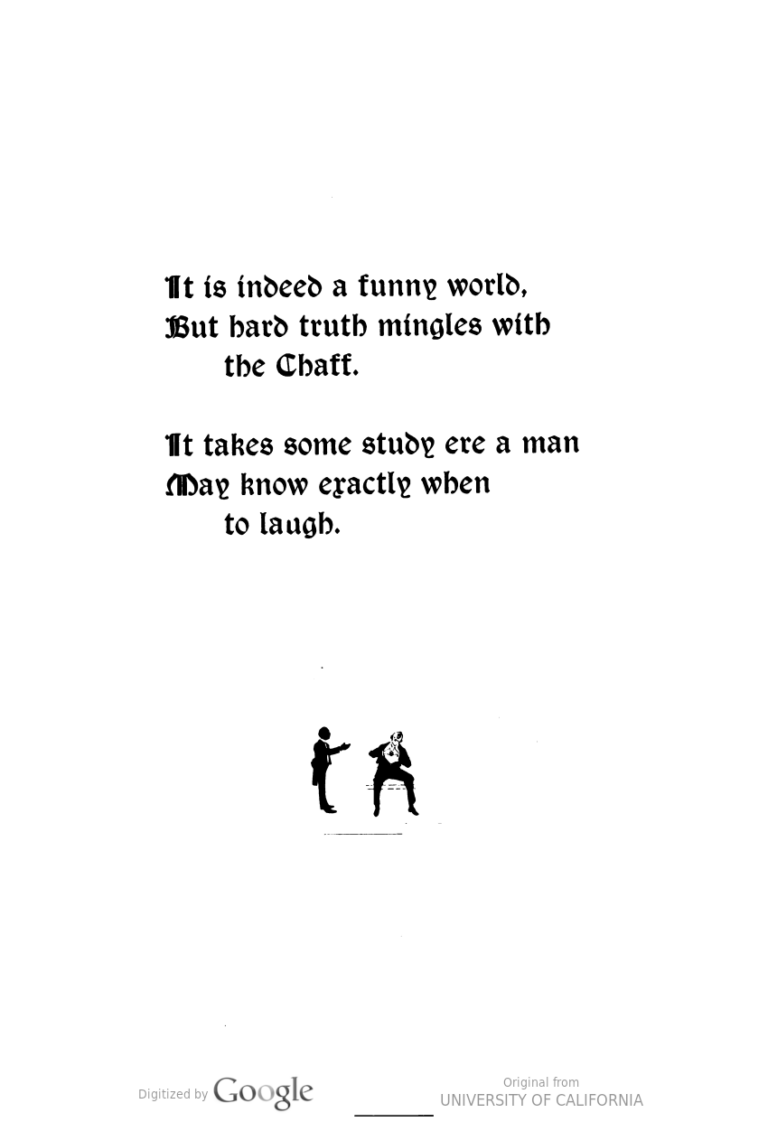 It is indeed a funny world,
But hard truth mingles with
the Chaff.
It takes some study ere a man
May know exactly when
to laugh.
Digitized by Google
Original from
UNIVERSITY OF CALIFORNIA